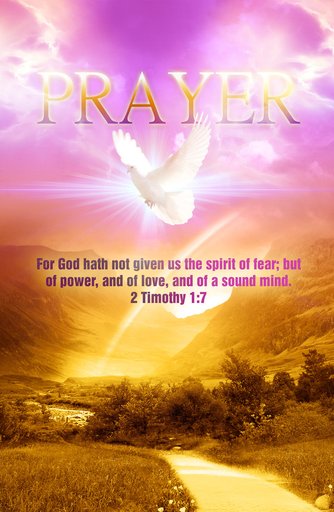 PRAYER
For God hath not given us the spirit of fear; but
of power, and of love, and of a sound mind.
2 Timothy 1:7